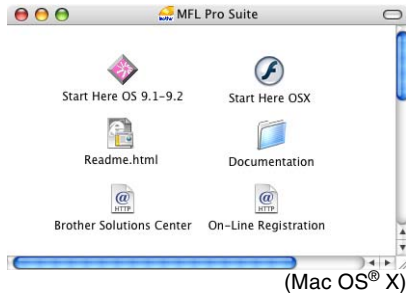 MFL Pro Suite
Start Here OS 9.1-9.2 Start Here OSX
Readme.html Documentation
HTTP HTTP
Brother Solutions Center On-Line Registration
(Mac OS® X)